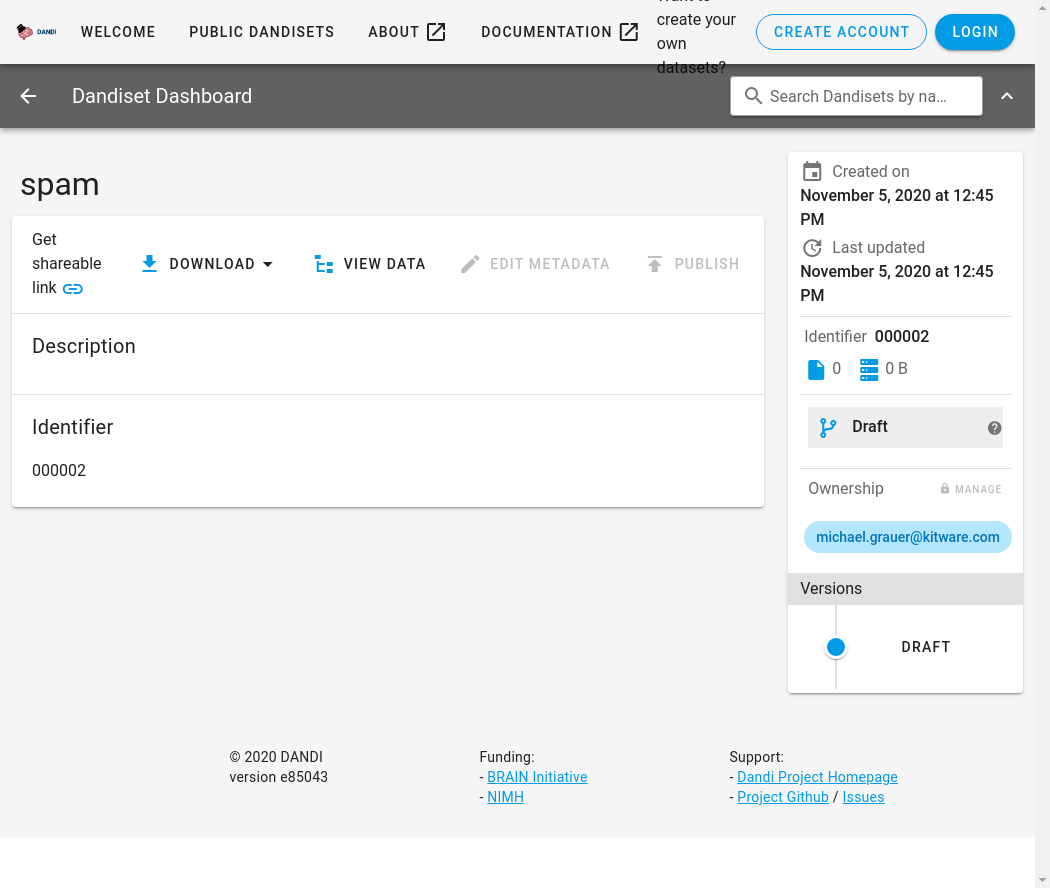 DANDI
WELCOME
PUBLIC DANDISETS
ABOUT
DOCUMENTATION
create your
own
datasets?
CREATE ACCOUNT
LOGIN
Dandiset Dashboard
Search Dandisets by na...
spam
Get
shareable
link
DOWNLOAD
VIEW DATA
EDIT METADATA
PUBLISH
Description
Identifier
000002
Created on
November 5, 2020 at 12:45
PM
Last updated
November 5, 2020 at 12:45
PM
Identifier 000002
0
0 B
Draft
Ownership
MANAGE
michael.grauer@kitware.com
Versions
DRAFT
© 2020 DANDI
version e85043
Funding:
- BRAIN Initiative
- NIMH
Support:
- Dandi Project Homepage
- Project Github / Issues